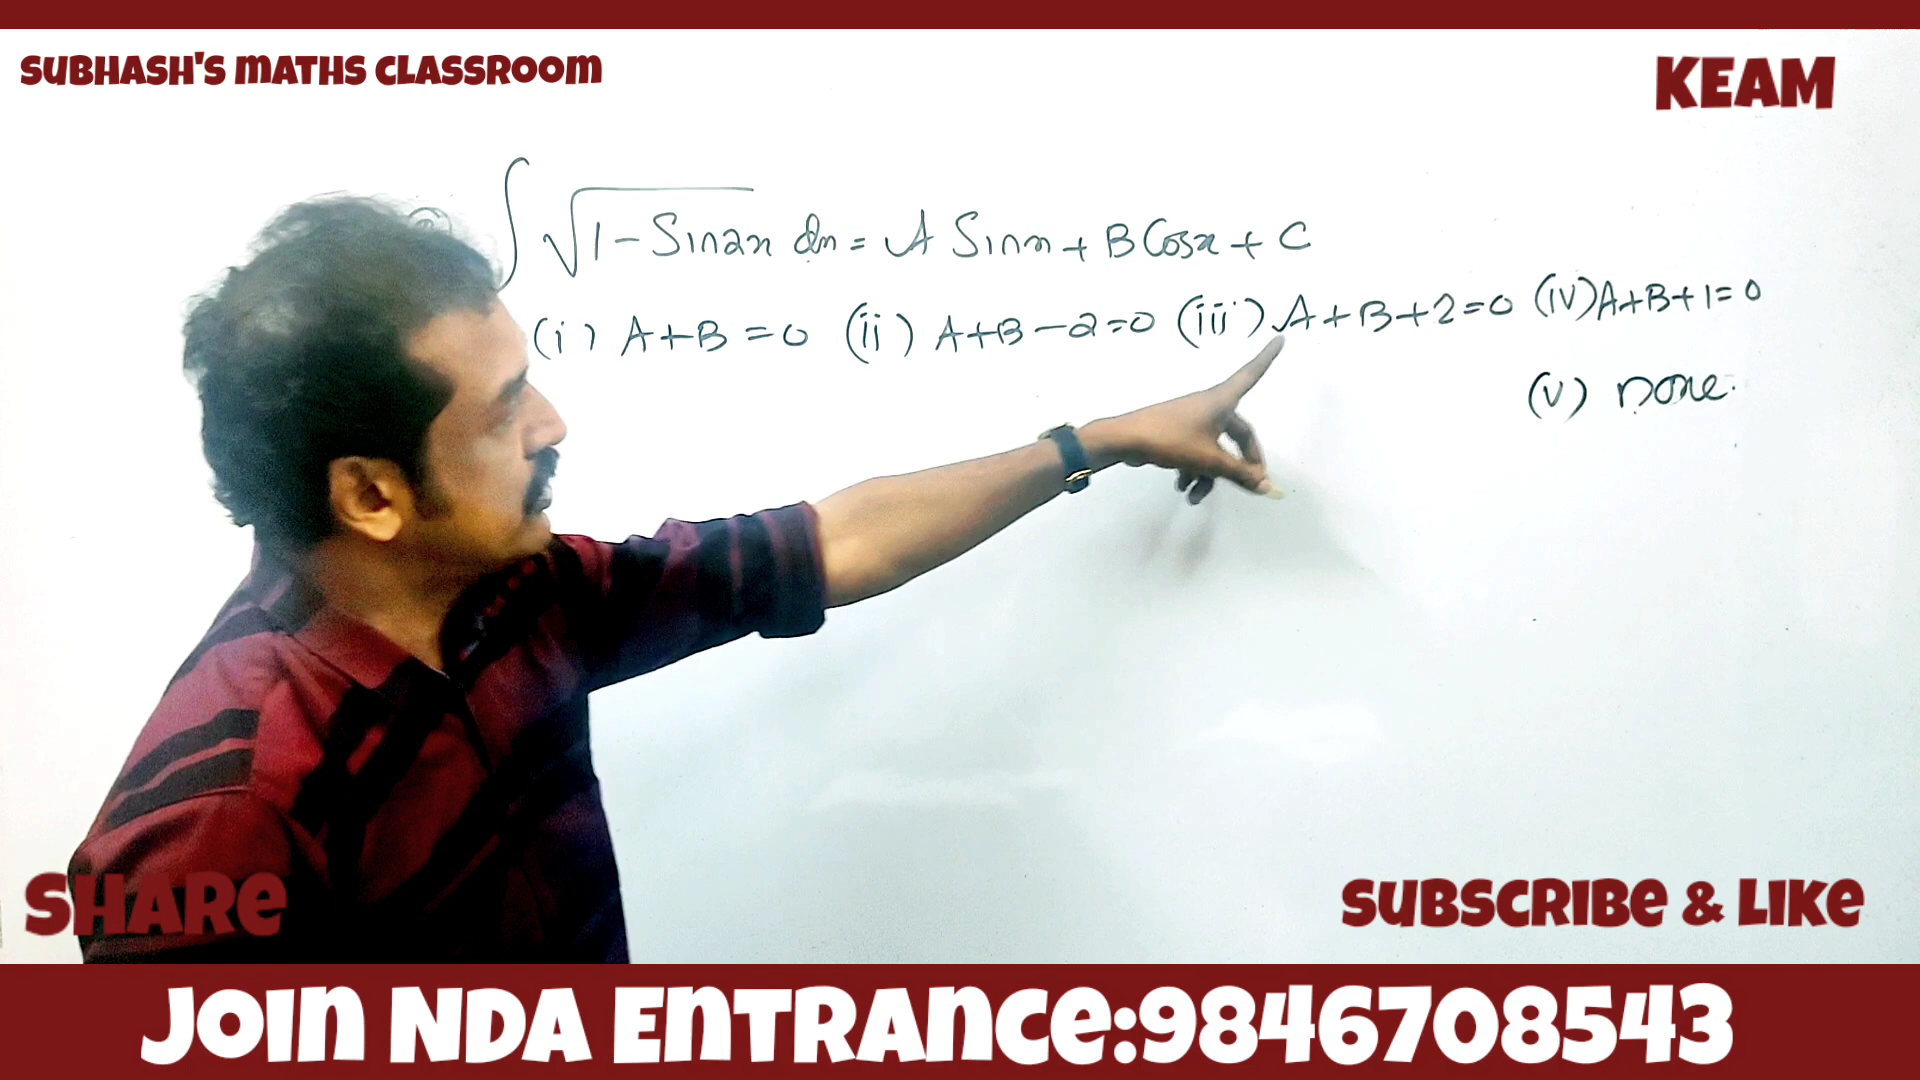 SUBHASH'S MATHS CLASSROOM
KEAM
∫ √(1 - Sin2x) dx = A Sinx + B Cosx + C
(i) A+B = 0 (ii) A+B-2=0 (iii) A+B+2=0 (iv) A+B+1=0
(v) none.
SHARE
SUBSCRIBE & LIKE
JOIN NDA ENTRANCE:9846708543